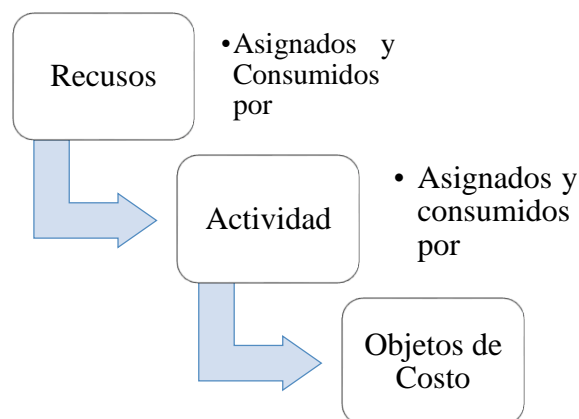 Recusos
•Asignados y
Consumidos
por
Actividad
• Asignados y
consumidos
por
Objetos de
Costo